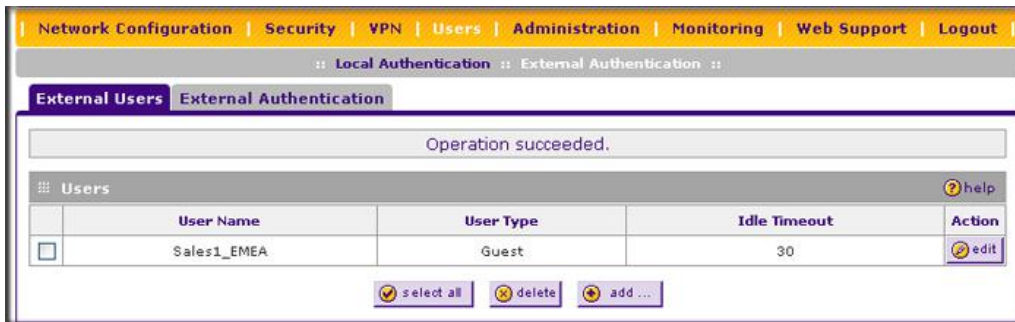 Network Configuration | Security | VPN | Users | Administration | Monitoring | Web Support | Logout
:: Local Authentication :: External Authentication ::
External Users External Authentication
Operation succeeded.
Users help
User Name User Type Idle Timeout Action
Sales1_EMEA Guest 30 edit
select all delete add ...